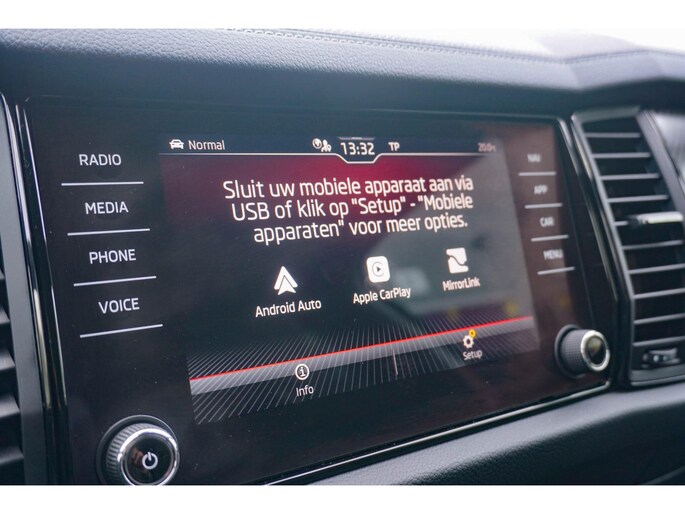 Normal
13:32
TP
RADIO
MEDIA
PHONE
VOICE
Sluit uw mobiele apparaat aan via
USB of klik op "Setup" - "Mobiele
apparaten" voor meer opties.
Android Auto
Apple CarPlay
MirrorLink
Info
Setup
NAV
APP
CAR
MENU